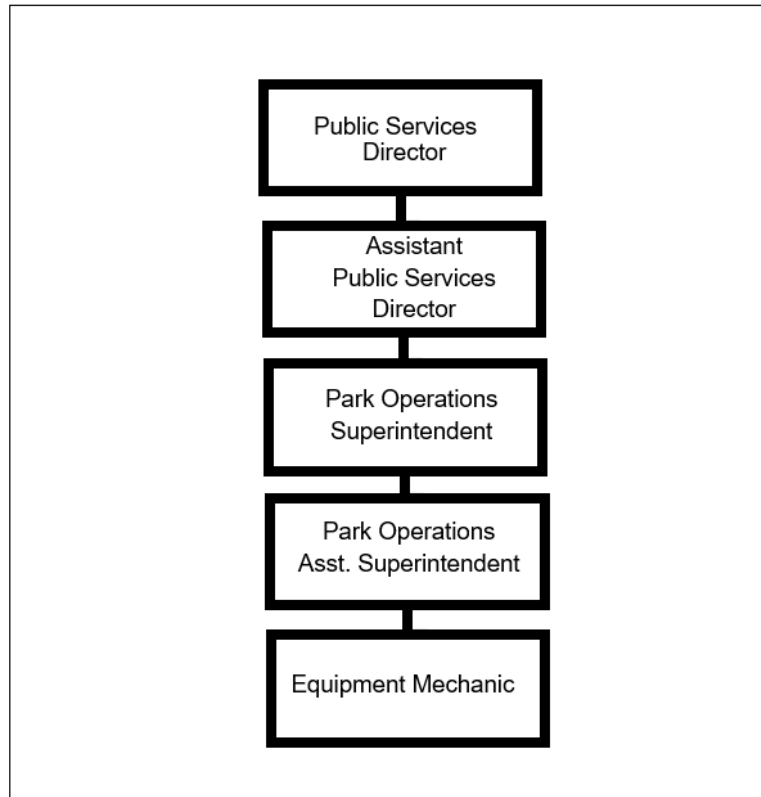 Public Services
Director
Assistant
Public Services
Director
Park Operations
Superintendent
Park Operations
Asst. Superintendent
Equipment Mechanic